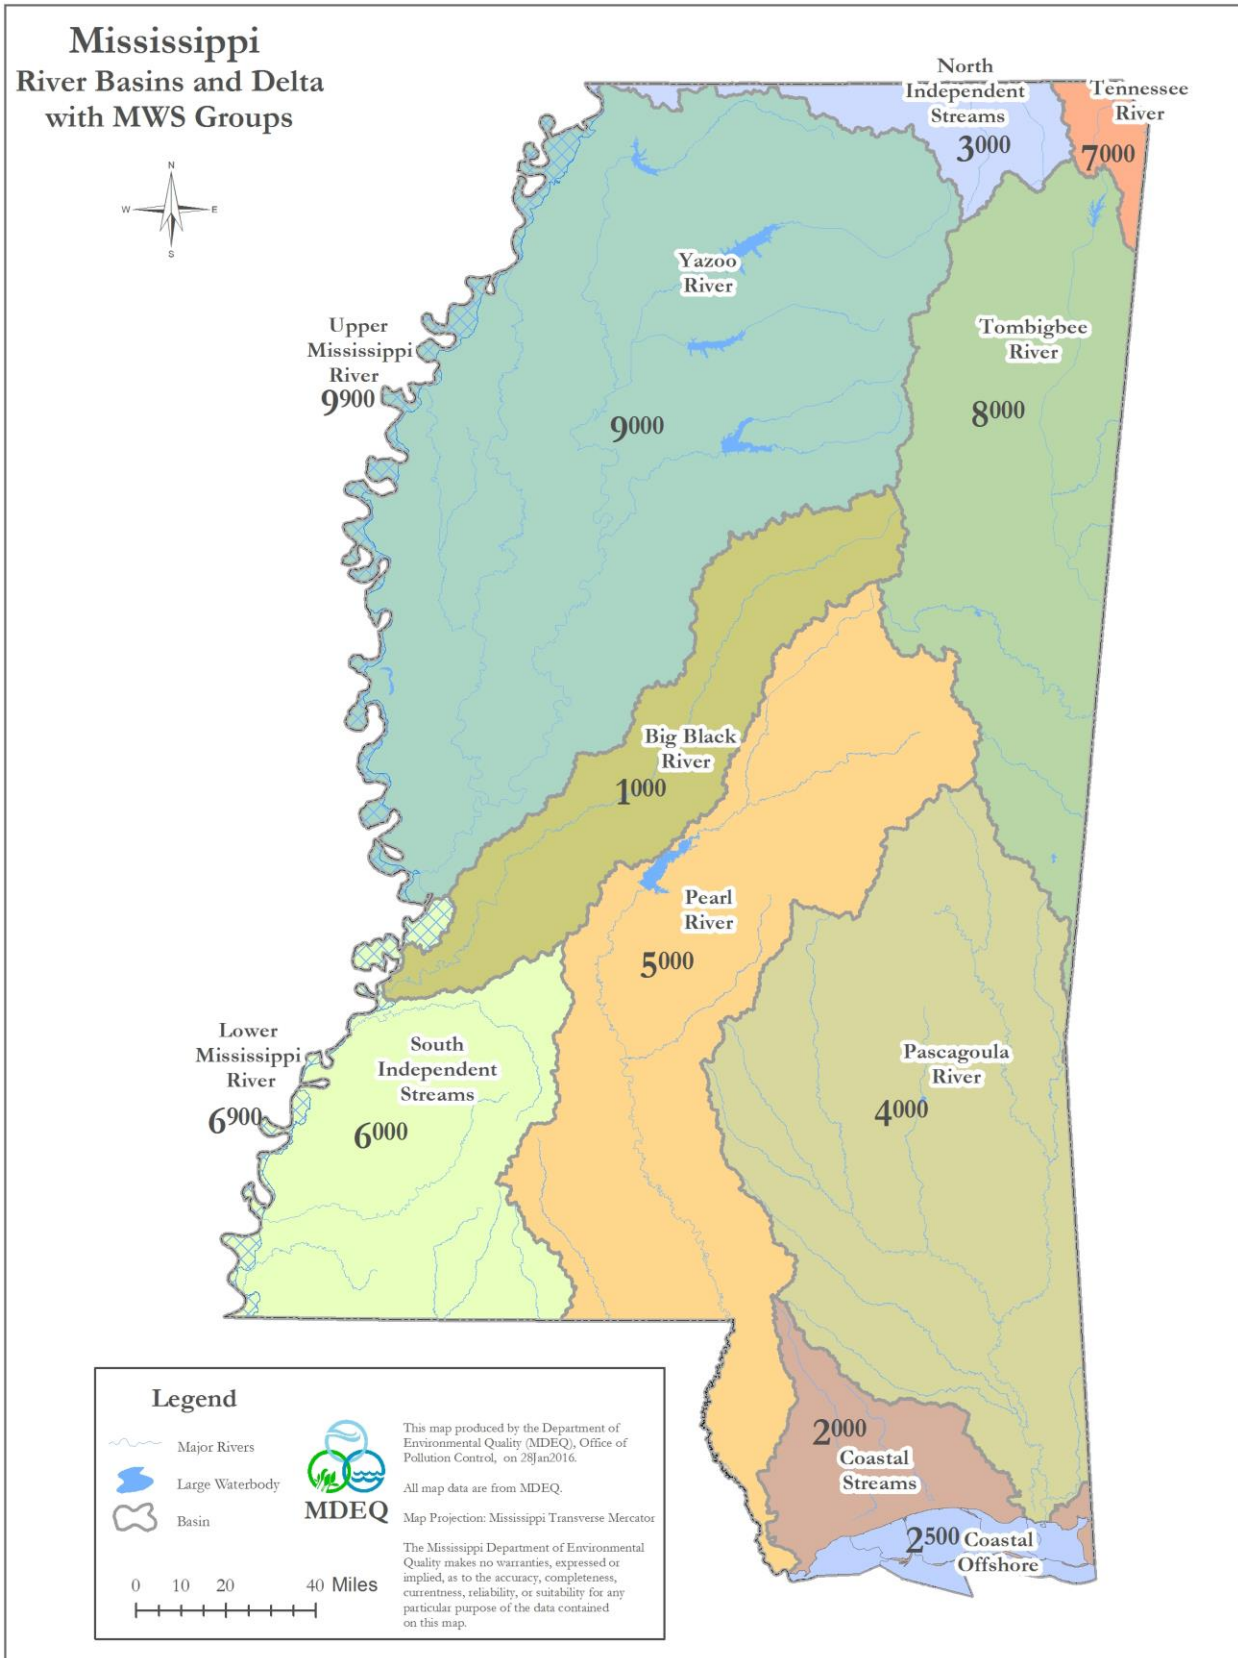 Mississippi
River Basins and Delta
with MWS Groups
N
W
E
S
North
Independent
Streams
3000
Tennessee
River
7000
Yazoo
River
9000
Upper
Mississippi
River
9900
Tombigbee
River
8000
Big Black
River
1000
Pearl
River
5000
Lower
Mississippi
River
6900
South
Independent
Streams
6000
Pascagoula
River
4000
2000
Coastal
Streams
2500
Coastal
Offshore
Legend
Major Rivers
Large Waterbody
Basin
0 10 20 40 Miles
MDEQ
This map produced by the Department of
Environmental Quality (MDEQ), Office of
Pollution Control, on 28Jan2016.
All map data are from MDEQ.
Map Projection: Mississippi Transverse Mercator
The Mississippi Department of Environmental
Quality makes no warranties, expressed or
implied, as to the accuracy, completeness,
currentness, reliability, or suitability for any
particular purpose of the data contained
on this map.